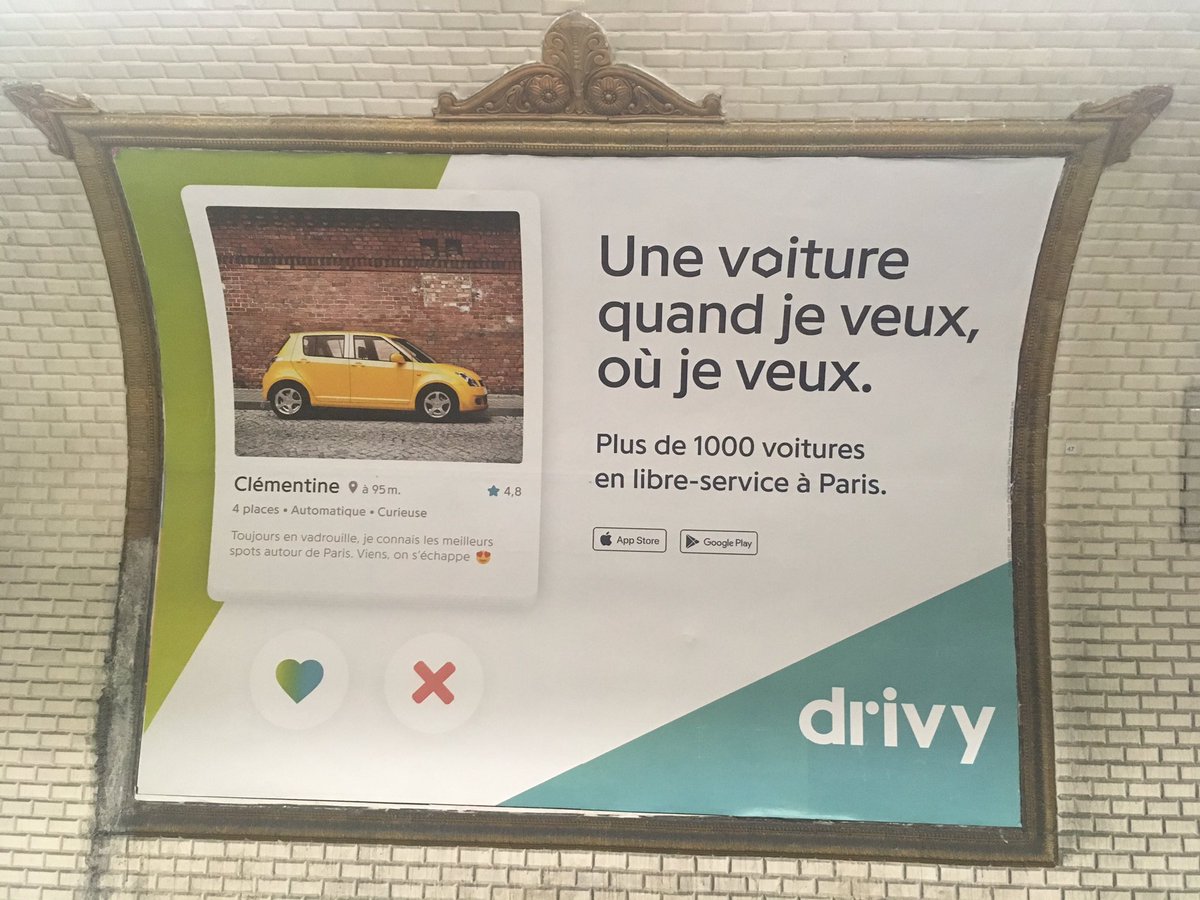 Une voiture
quand je veux,
où je veux.
Plus de 1000 voitures
en libre-service à Paris.
App Store
Google Play
Clémentine à 95 m. 4,8
4 places • Automatique • Curieuse
Toujours en vadrouille, je connais les meilleurs
spots autour de Paris. Viens, on s'échappe 😍
drivy
47